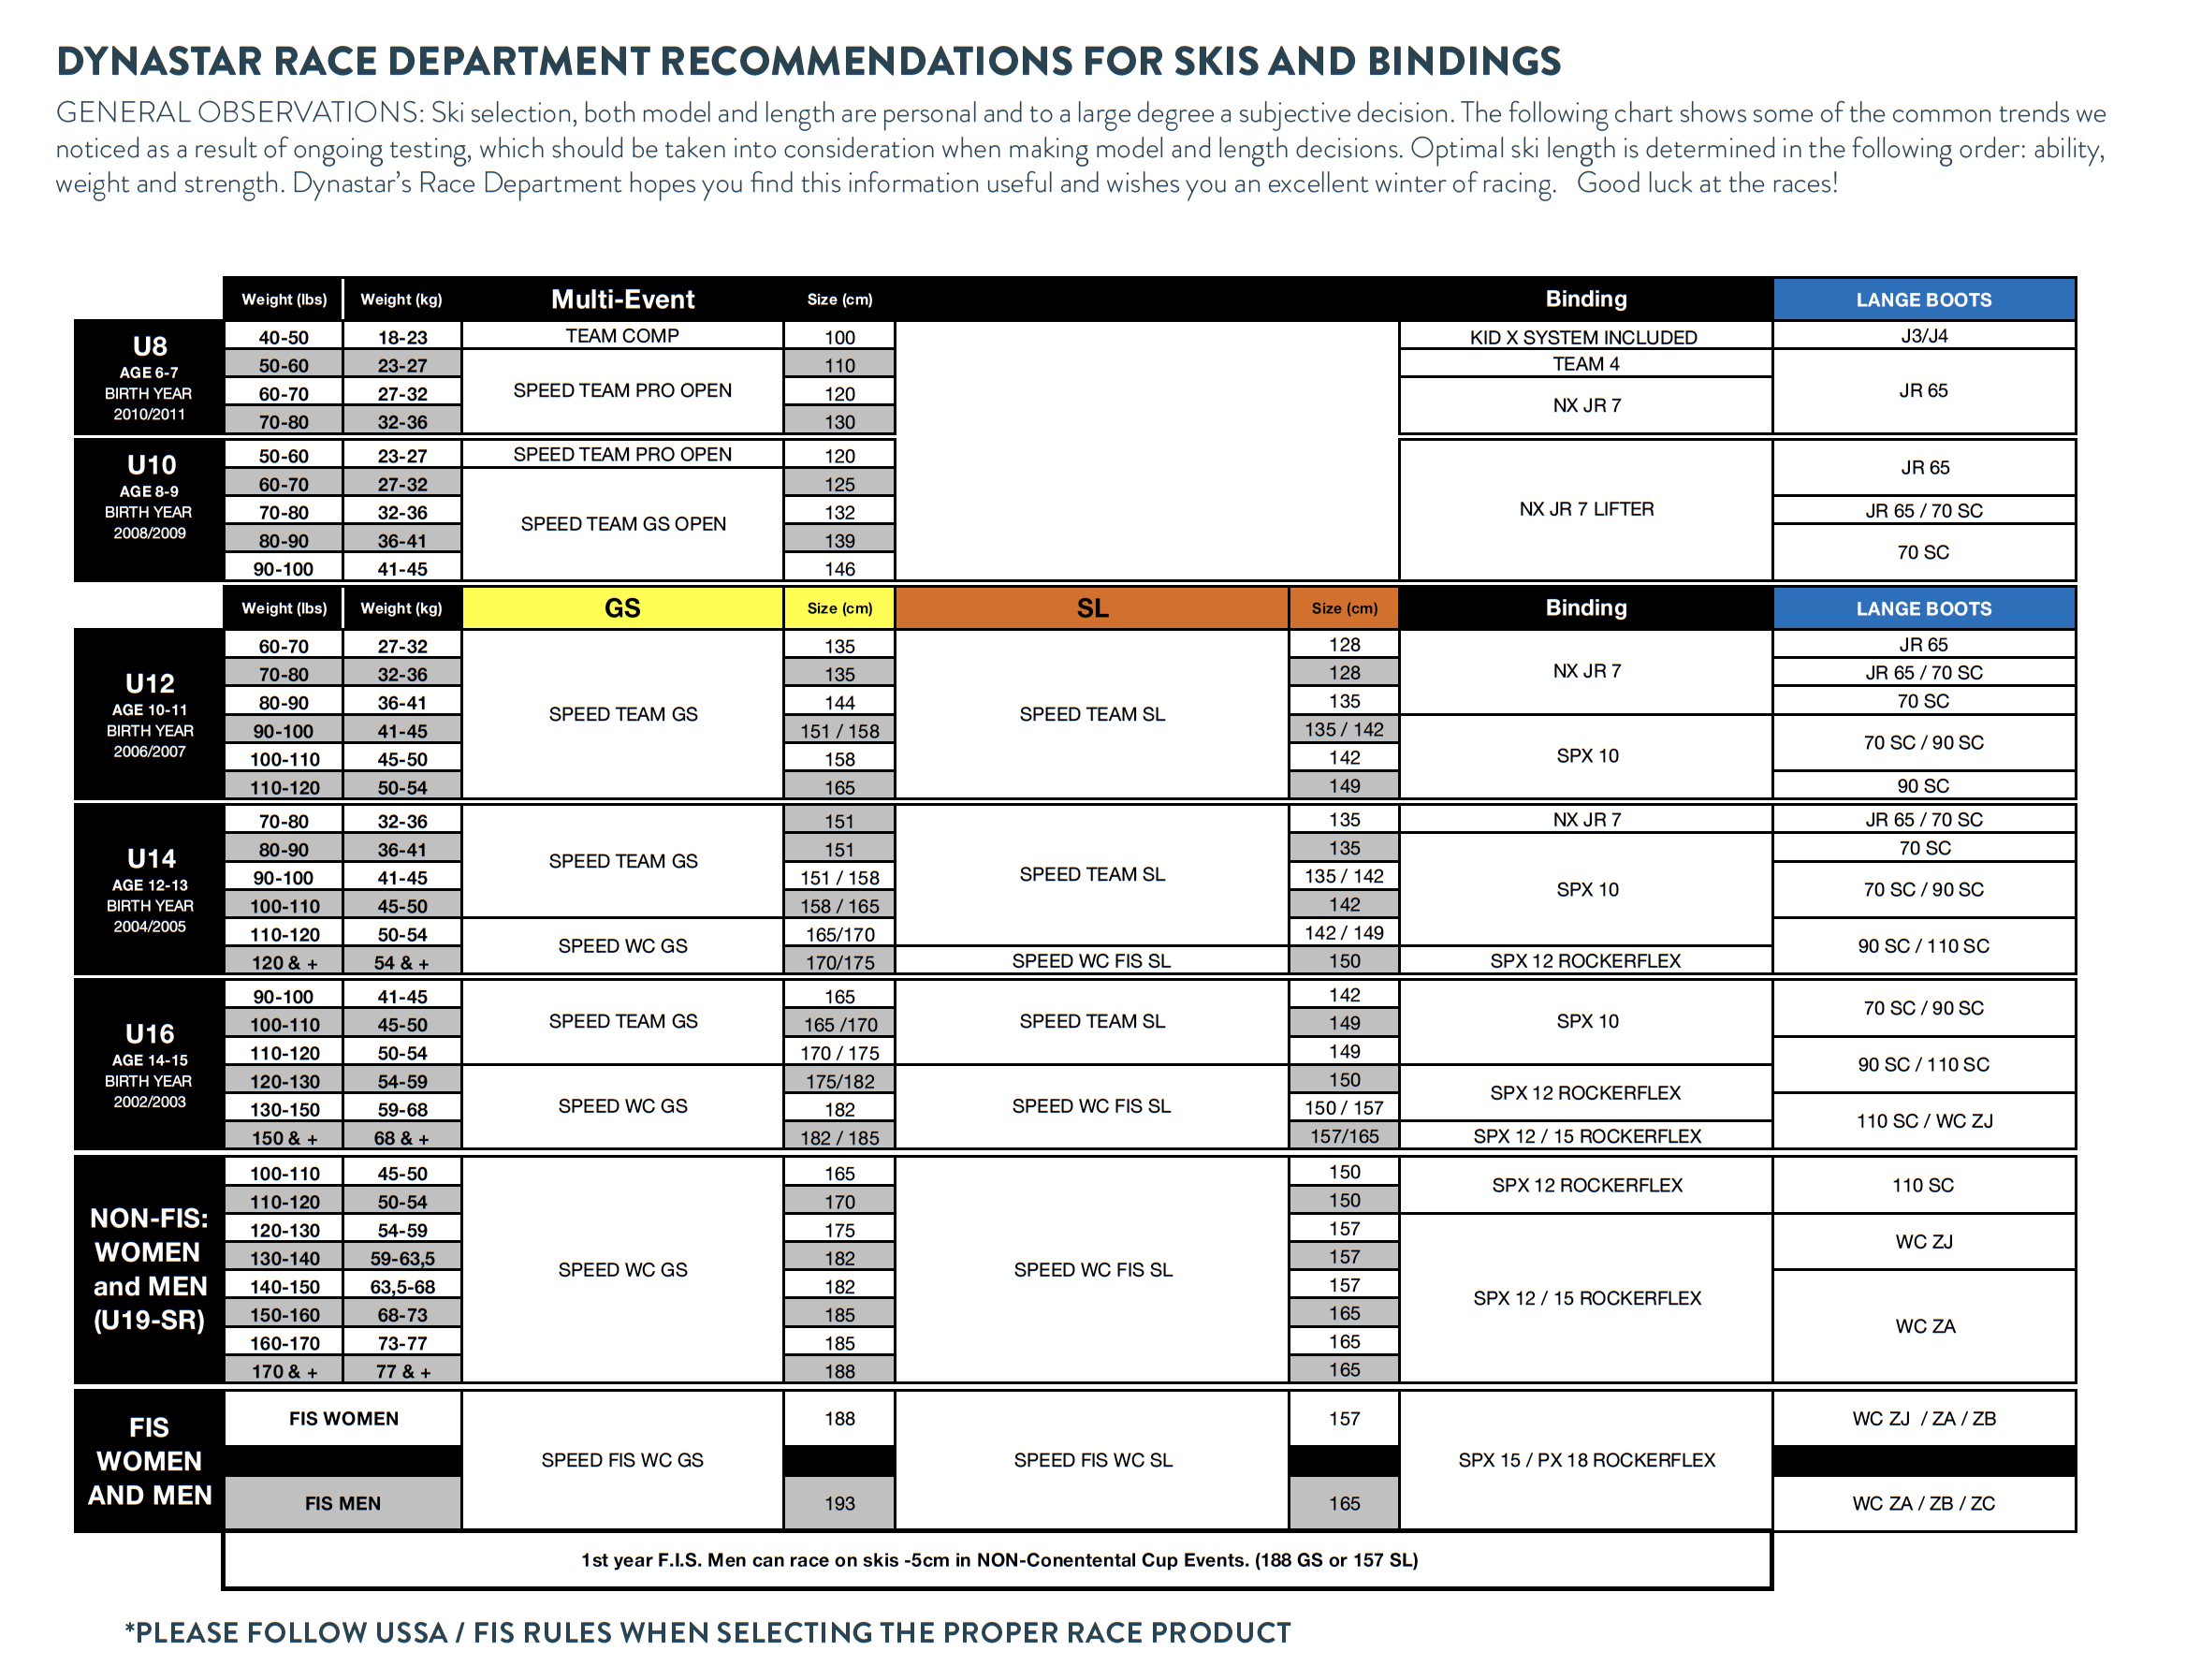 DYNASTAR RACE DEPARTMENT RECOMMENDATIONS FOR SKIS AND BINDINGS
GENERAL OBSERVATIONS: Ski selection, both model and length are personal and to a large degree a subjective decision. The following chart shows some of the common trends we
noticed as a result of ongoing testing, which should be taken into consideration when making model and length decisions. Optimal ski length is determined in the following order: ability,
weight and strength. Dynastar's Race Department hopes you find this information useful and wishes you an excellent winter of racing. Good luck at the races!
Weight (lbs) Weight (kg) Multi-Event Size (cm) Binding LANGE BOOTS
U8
AGE 6-7
BIRTH YEAR
2010/2011
40-50 18-23 TEAM COMP 100 KID X SYSTEM INCLUDED J3/J4
50-60 23-27 SPEED TEAM PRO OPEN 110 TEAM 4 JR 65
60-70 27-32 120 NX JR 7
70-80 32-36 130
U10
AGE 8-9
BIRTH YEAR
2008/2009
50-60 23-27 SPEED TEAM PRO OPEN 120 NX JR 7 LIFTER JR 65
60-70 27-32 SPEED TEAM GS OPEN 125
70-80 32-36 132 JR 65 / 70 SC
80-90 36-41 139 70 SC
90-100 41-45 146
Weight (lbs) Weight (kg) GS Size (cm) SL Size (cm) Binding LANGE BOOTS
U12
AGE 10-11
BIRTH YEAR
2006/2007
60-70 27-32 SPEED TEAM GS 135 SPEED TEAM SL 128 NX JR 7 JR 65
70-80 32-36 135 128 JR 65 / 70 SC
80-90 36-41 144 135 70 SC
90-100 41-45 151 / 158 135 / 142 SPX 10 70 SC / 90 SC
100-110 45-50 158 142
110-120 50-54 165 149 90 SC
U14
AGE 12-13
BIRTH YEAR
2004/2005
70-80 32-36 SPEED TEAM GS 151 SPEED TEAM SL 135 NX JR 7 JR 65 / 70 SC
80-90 36-41 151 135 SPX 10 70 SC
90-100 41-45 151 / 158 135 / 142 70 SC / 90 SC
100-110 45-50 158 / 165 142
110-120 50-54 SPEED WC GS 165/170 142 / 149 90 SC / 110 SC
120 & + 54 & + 170/175 SPEED WC FIS SL 150 SPX 12 ROCKERFLEX
U16
AGE 14-15
BIRTH YEAR
2002/2003
90-100 41-45 SPEED TEAM GS 165 SPEED TEAM SL 142 SPX 10 70 SC / 90 SC
100-110 45-50 165 /170 149
110-120 50-54 170 / 175 149 90 SC / 110 SC
120-130 54-59 SPEED WC GS 175/182 SPEED WC FIS SL 150 SPX 12 ROCKERFLEX
130-150 59-68 182 150 / 157 110 SC / WC ZJ
150 & + 68 & + 182 / 185 157/165 SPX 12 / 15 ROCKERFLEX
NON-FIS:
WOMEN
and MEN
(U19-SR)
100-110 45-50 SPEED WC GS 165 SPEED WC FIS SL 150 SPX 12 ROCKERFLEX 110 SC
110-120 50-54 170 150
120-130 54-59 175 157 SPX 12 / 15 ROCKERFLEX WC ZJ
130-140 59-63,5 182 157
140-150 63,5-68 182 157 WC ZA
150-160 68-73 185 165
160-170 73-77 185 165
170 & + 77 & + 188 165
FIS
WOMEN
AND MEN
FIS WOMEN SPEED FIS WC GS 188 SPEED FIS WC SL 157 SPX 15 / PX 18 ROCKERFLEX WC ZJ / ZA / ZB
FIS MEN 193 165 WC ZA / ZB / ZC
1st year F.I.S. Men can race on skis -5cm in NON-Conentental Cup Events. (188 GS or 157 SL)
*PLEASE FOLLOW USSA / FIS RULES WHEN SELECTING THE PROPER RACE PRODUCT